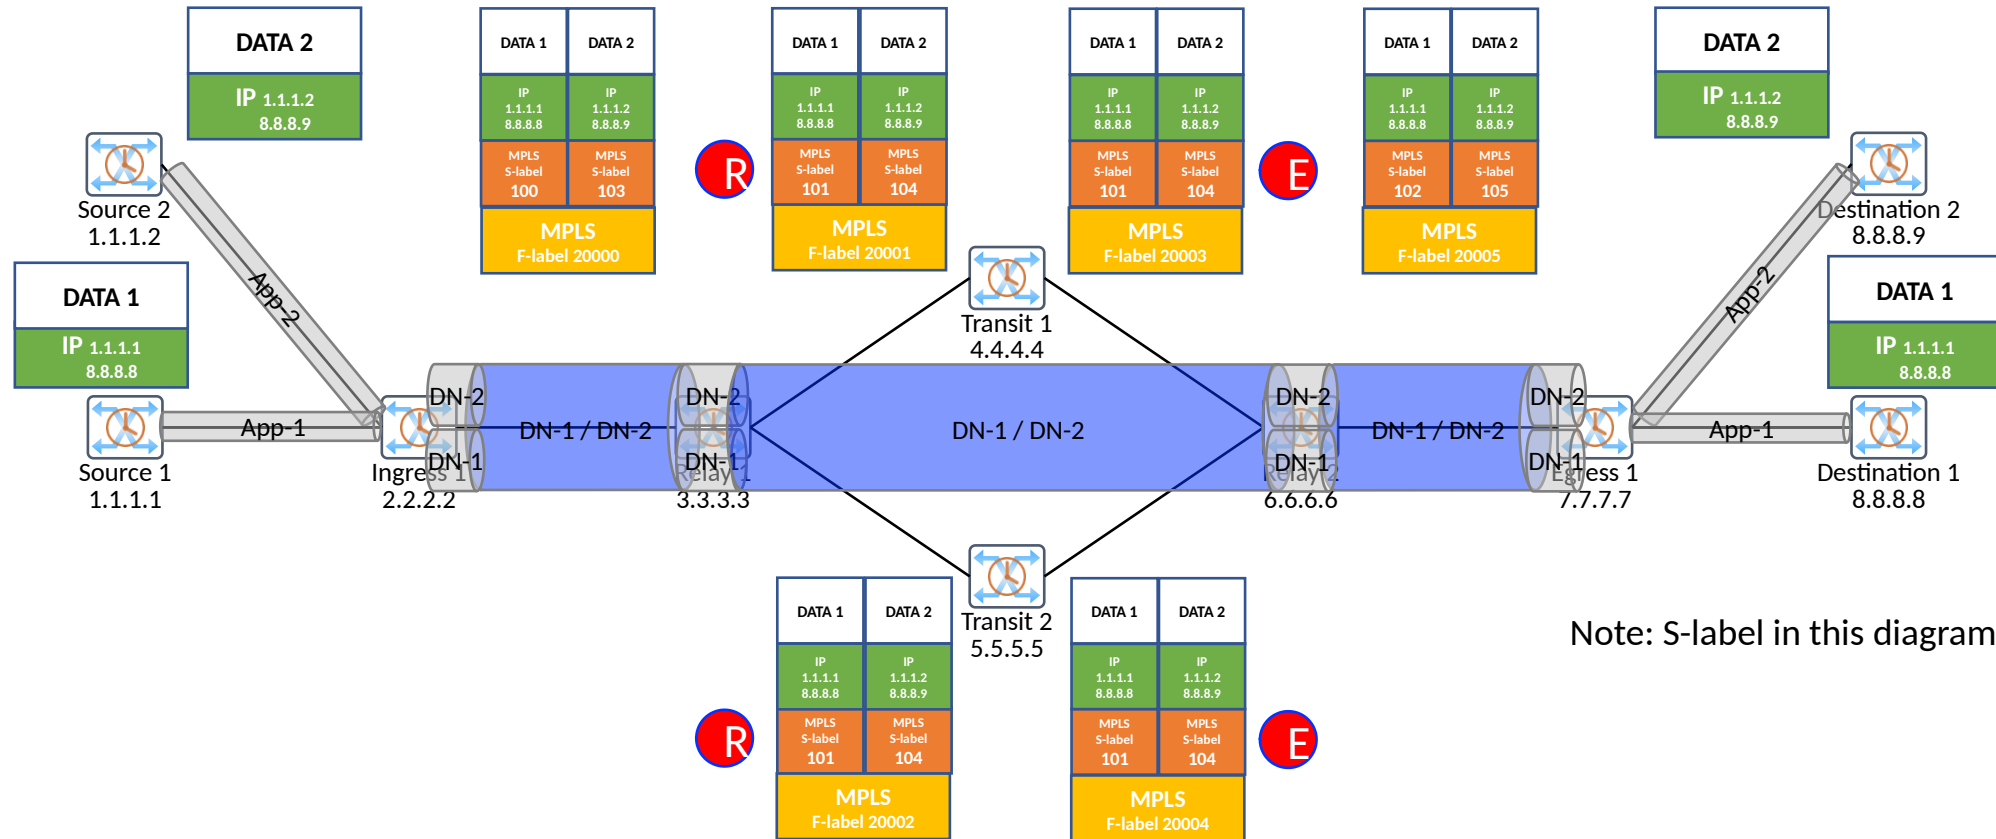 DATA 2
IP 1.1.1.2
8.8.8.9
DATA 1
DATA 2
IP
1.1.1.1
8.8.8.8
IP
1.1.1.2
8.8.8.9
MPLS
S-label
100
MPLS
S-label
103
MPLS
F-label 20000
R
DATA 1
DATA 2
IP
1.1.1.1
8.8.8.8
IP
1.1.1.2
8.8.8.9
MPLS
S-label
101
MPLS
S-label
104
MPLS
F-label 20001
DATA 1
DATA 2
IP
1.1.1.1
8.8.8.8
IP
1.1.1.2
8.8.8.9
MPLS
S-label
101
MPLS
S-label
104
MPLS
F-label 20003
E
DATA 1
DATA 2
IP
1.1.1.1
8.8.8.8
IP
1.1.1.2
8.8.8.9
MPLS
S-label
102
MPLS
S-label
105
MPLS
F-label 20005
DATA 2
IP 1.1.1.2
8.8.8.9
Source 2
1.1.1.2
Destination 2
8.8.8.9
DATA 1
IP 1.1.1.1
8.8.8.8
App-2
Transit 1
4.4.4.4
App-2
DATA 1
IP 1.1.1.1
8.8.8.8
App-1
Source 1
1.1.1.1
Ingress 1
2.2.2.2
DN-2
DN-1
DN-1 / DN-2
DN-2
DN-1
Relay 1
3.3.3.3
DN-1 / DN-2
DN-2
DN-1
Relay 2
6.6.6.6
DN-1 / DN-2
DN-2
DN-1
Egress 1
7.7.7.7
App-1
Destination 1
8.8.8.8
Transit 2
5.5.5.5
R
DATA 1
DATA 2
IP
1.1.1.1
8.8.8.8
IP
1.1.1.2
8.8.8.9
MPLS
S-label
101
MPLS
S-label
104
MPLS
F-label 20002
DATA 1
DATA 2
IP
1.1.1.1
8.8.8.8
IP
1.1.1.2
8.8.8.9
MPLS
S-label
101
MPLS
S-label
104
MPLS
F-label 20004
E
Note: S-label in this diagram